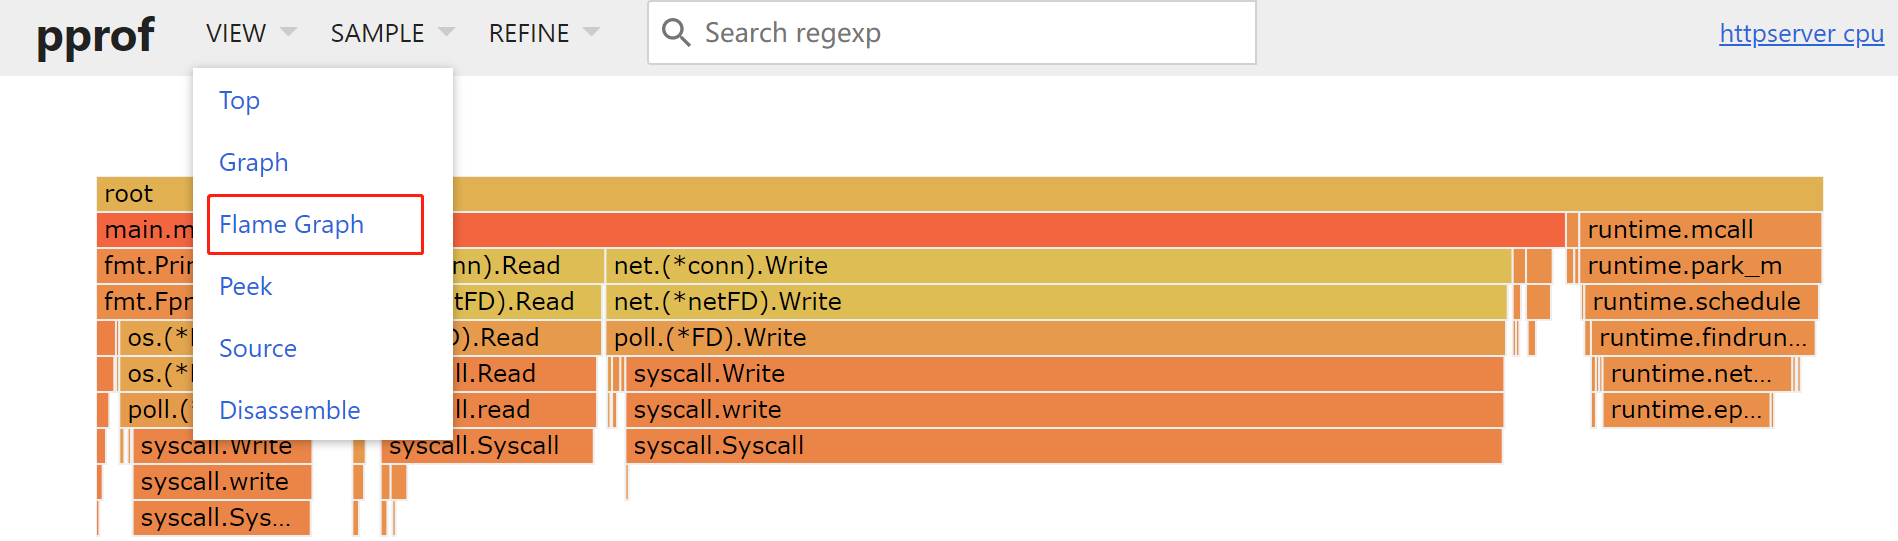 pprof VIEW SAMPLE REFINE Search regexp httpserver cpu
Top
Graph
Flame Graph
Peek
Source
Disassemble
root
main.m runtime.mcall
fmt.Prin nn).Read net.(*conn).Write runtime.park_m
fmt.Fpr tFD).Read net.(*netFD).Write runtime.schedule
os.(* D).Read poll.(*FD).Write runtime.findrun...
os.(* ll.Read syscall.Write runtime.net...
poll.( ll.read syscall.write runtime.ep...
syscall.Write syscall.Syscall syscall.Syscall
syscall.write
syscall.Sys...